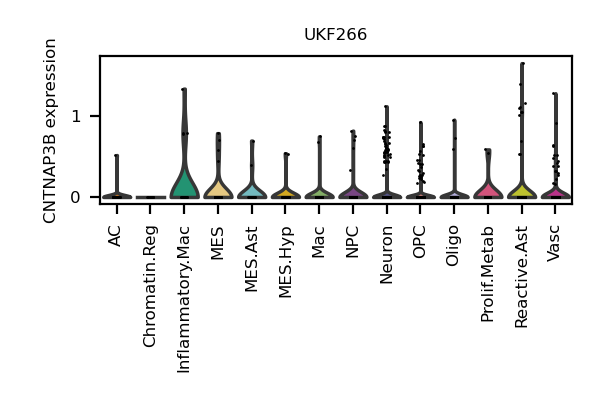 UKF266
CNTNAP3B expression
1
0
AC
Chromatin.Reg
Inflammatory.Mac
MES
MES.Ast
MES.Hyp
Mac
NPC
Neuron
OPC
Oligo
Prolif.Metab
Reactive.Ast
Vasc